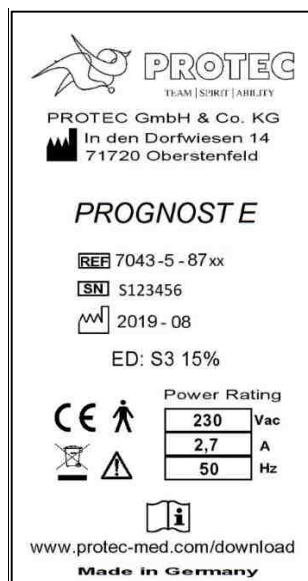 PROTEC
TEAM | SPIRIT | ABILITY
PROTEC GmbH & Co. KG
In den Dorfwiesen 14
71720 Oberstenfeld
PROGNOST E
REF 7043-5-87xx
SN S123456
2019-08
ED: S3 15%
CE
Power Rating
230 Vac
2,7 A
50 Hz
i
www.protec-med.com/download
Made in Germany